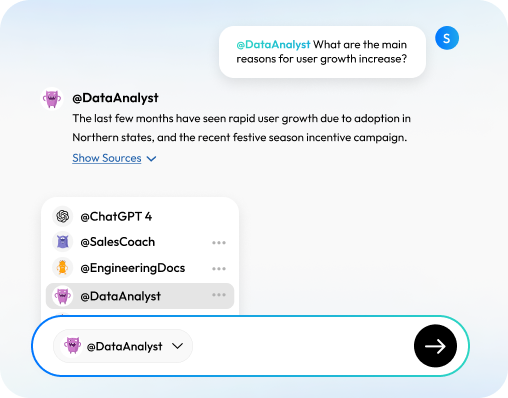 @DataAnalyst What are the main
reasons for user growth increase?
S
@DataAnalyst
The last few months have seen rapid user growth due to adoption in
Northern states, and the recent festive season incentive campaign.
Show Sources
@ChatGPT 4
@SalesCoach
@EngineeringDocs
@DataAnalyst
@DataAnalyst